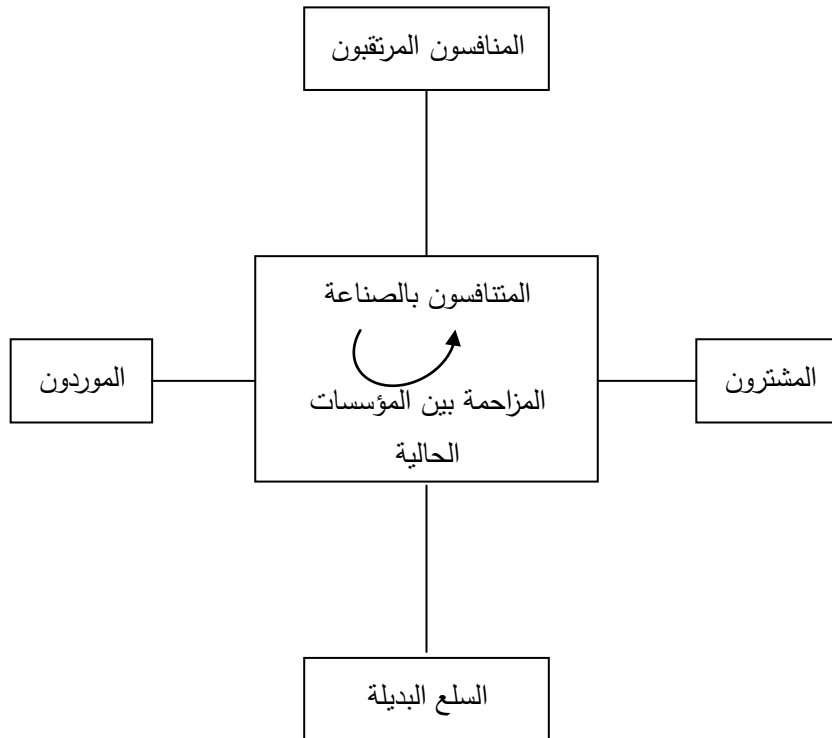 المنافسون المرتقبون
المتنافسون بالصناعة
المشترون
الموردون
المزاحمة بين المؤسسات
الحالية
السلع البديلة